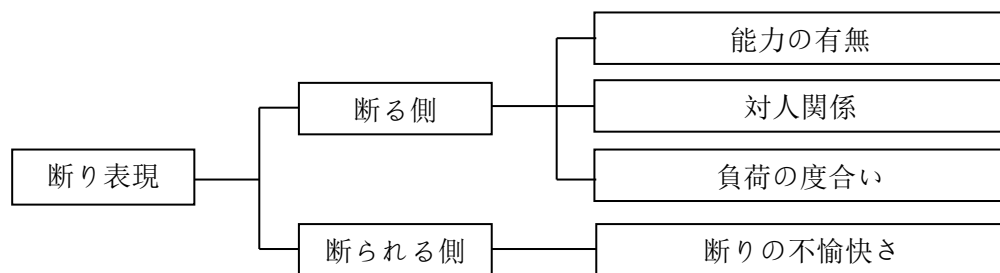 能力の有無
断る側
対人関係
断り表現
負荷の度合い
断られる側
断りの不愉快さ